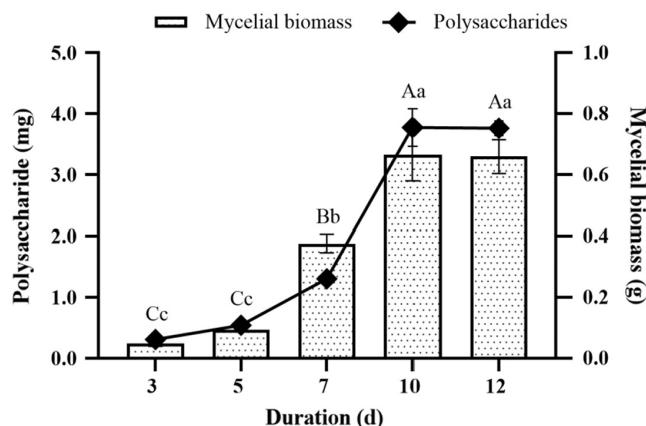 Mycelial biomass Polysaccharides
5.0 1.0
Aa Aa
4.0 0.8
3.0 0.6
Bb
2.0 0.4
Cc Cc
1.0 0.2
0.0 0.0
3 5 7 10 12
Duration (d)
Polysaccharide (mg)
Mycelial biomass (g)